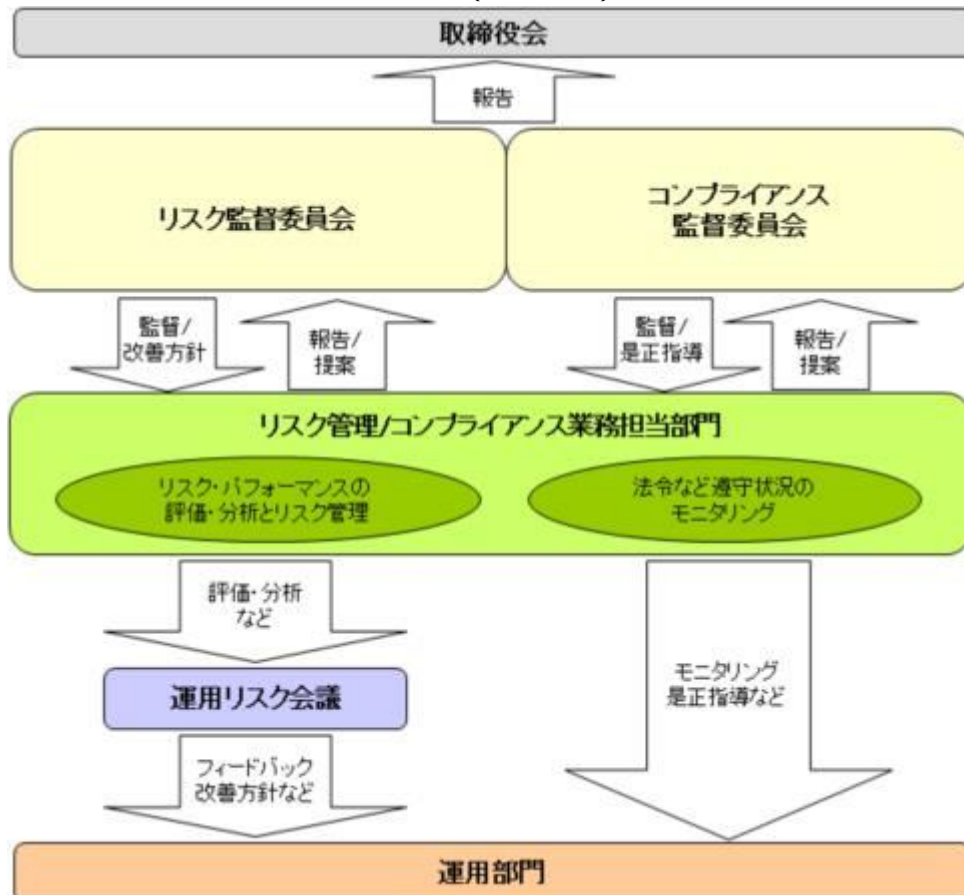 取締役会
報告
リスク監督委員会
コンプライアンス
監督委員会
監督/
改善方針
報告/
提案
監督/
是正指導
報告/
提案
リスク管理/コンプライアンス業務担当部門
リスク・パフォーマンスの
評価・分析とリスク管理
法令など遵守状況の
モニタリング
評価・分析
など
運用リスク会議
モニタリング
是正指導など
フィードバック
改善方針など
運用部門